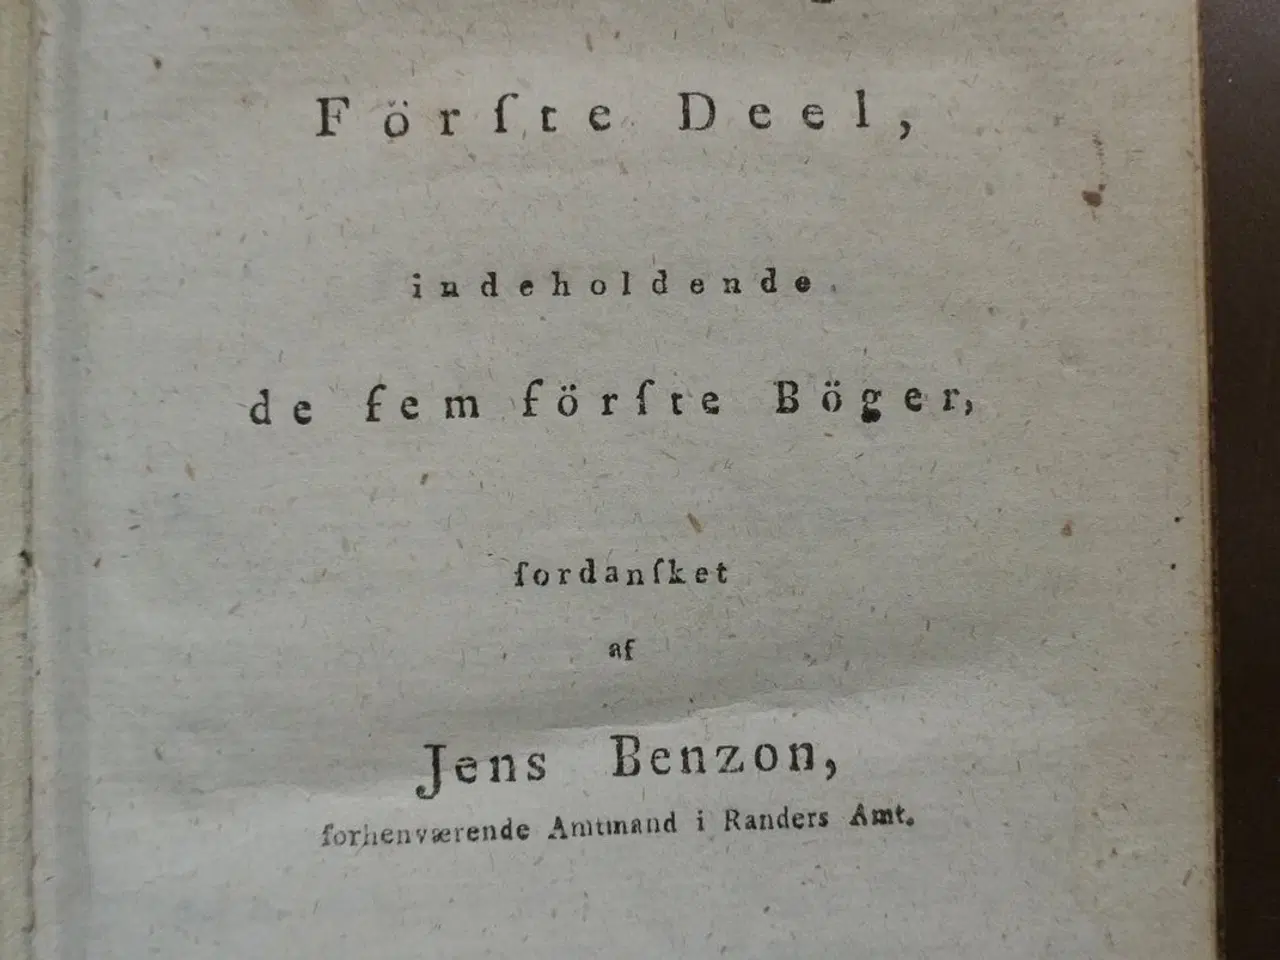 Förſte Deel,
indeholdende
de fem förſte Böger,
fordanſket
af
Jens Benzon,
forhenværende Amtmand i Randers Amt.